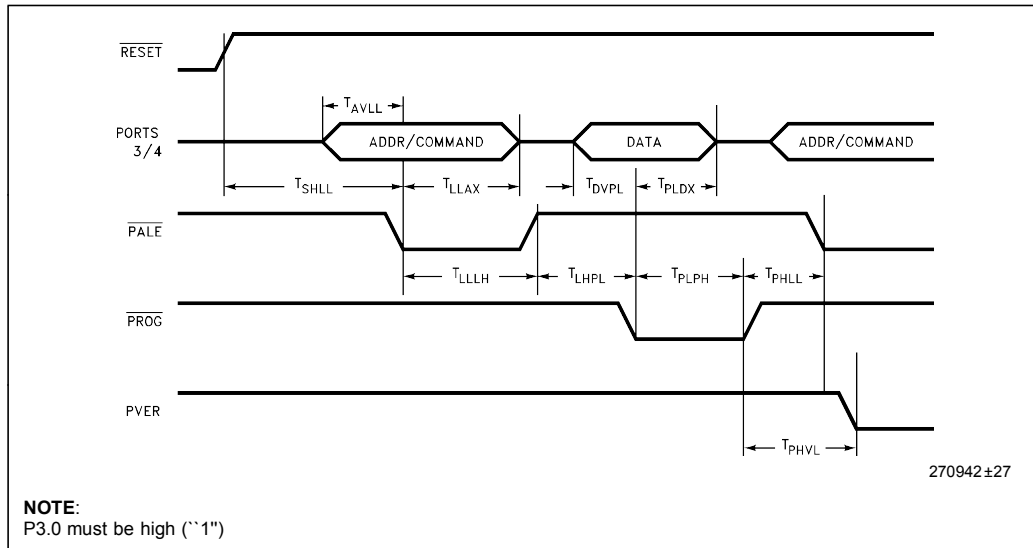 RESET
T_AVLL
PORTS
3/4
ADDR/COMMAND DATA ADDR/COMMAND
T_SHLL T_LLAX T_DVPL T_PLDX
PALE
T_LLLH T_LHPL T_PLPH T_PHLL
PROG
PVER
T_PHVL
270942±27
NOTE:
P3.0 must be high (``1'')